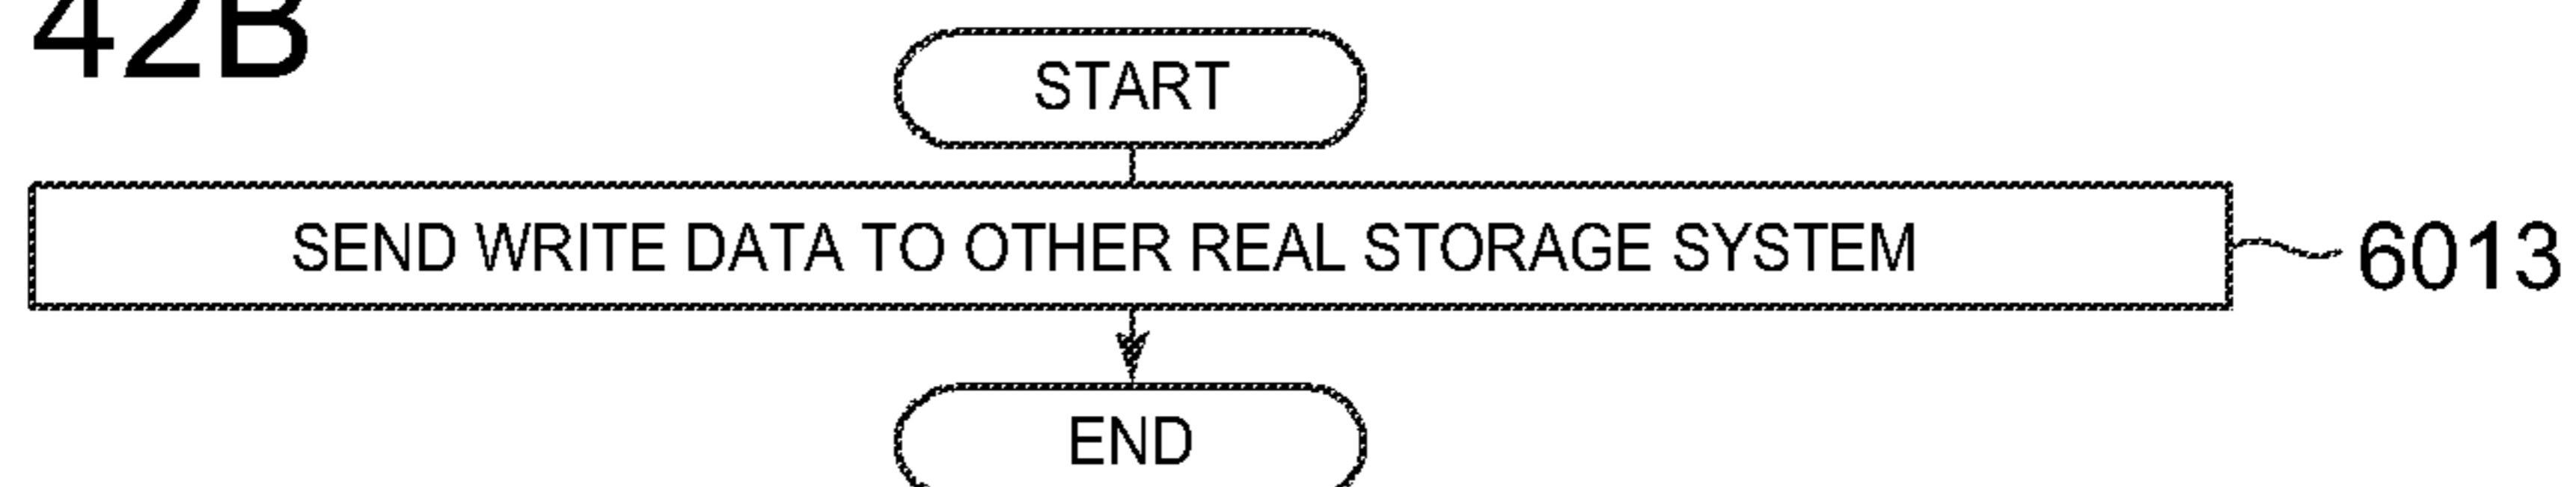 42B
START
SEND WRITE DATA TO OTHER REAL STORAGE SYSTEM
6013
END